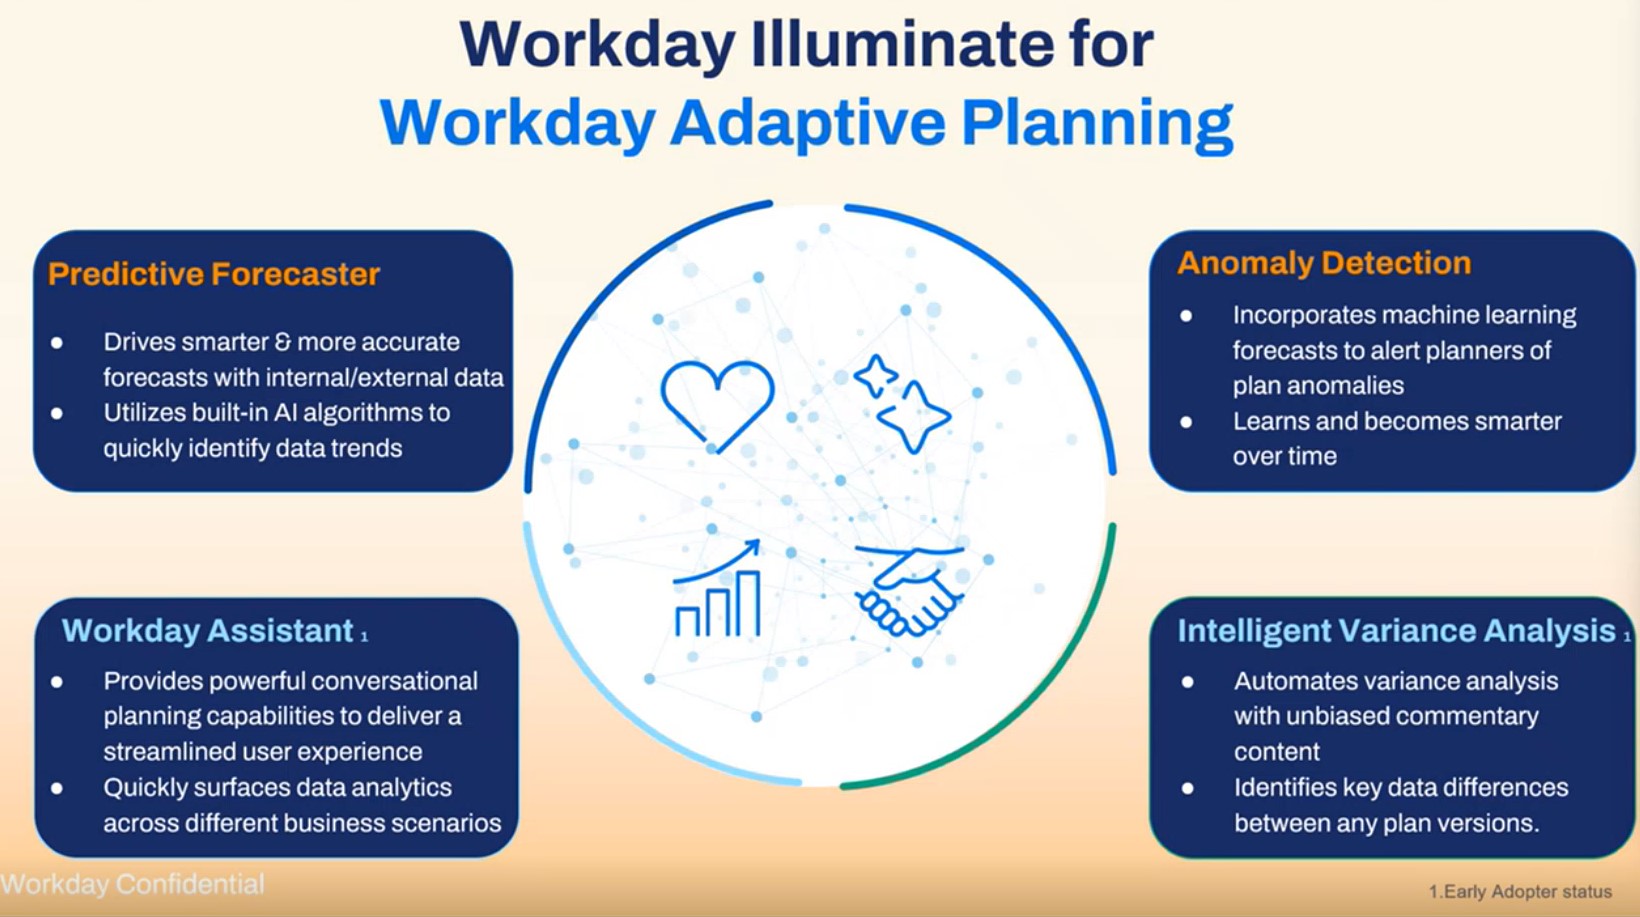 Workday Illuminate for
Workday Adaptive Planning
Predictive Forecaster
● Drives smarter & more accurate
forecasts with internal/external data
● Utilizes built-in AI algorithms to
quickly identify data trends
Anomaly Detection
● Incorporates machine learning
forecasts to alert planners of
plan anomalies
● Learns and becomes smarter
over time
Workday Assistant 1
● Provides powerful conversational
planning capabilities to deliver a
streamlined user experience
● Quickly surfaces data analytics
across different business scenarios
Intelligent Variance Analysis 1
● Automates variance analysis
with unbiased commentary
content
● Identifies key data differences
between any plan versions.
Workday Confidential
1.Early Adopter status